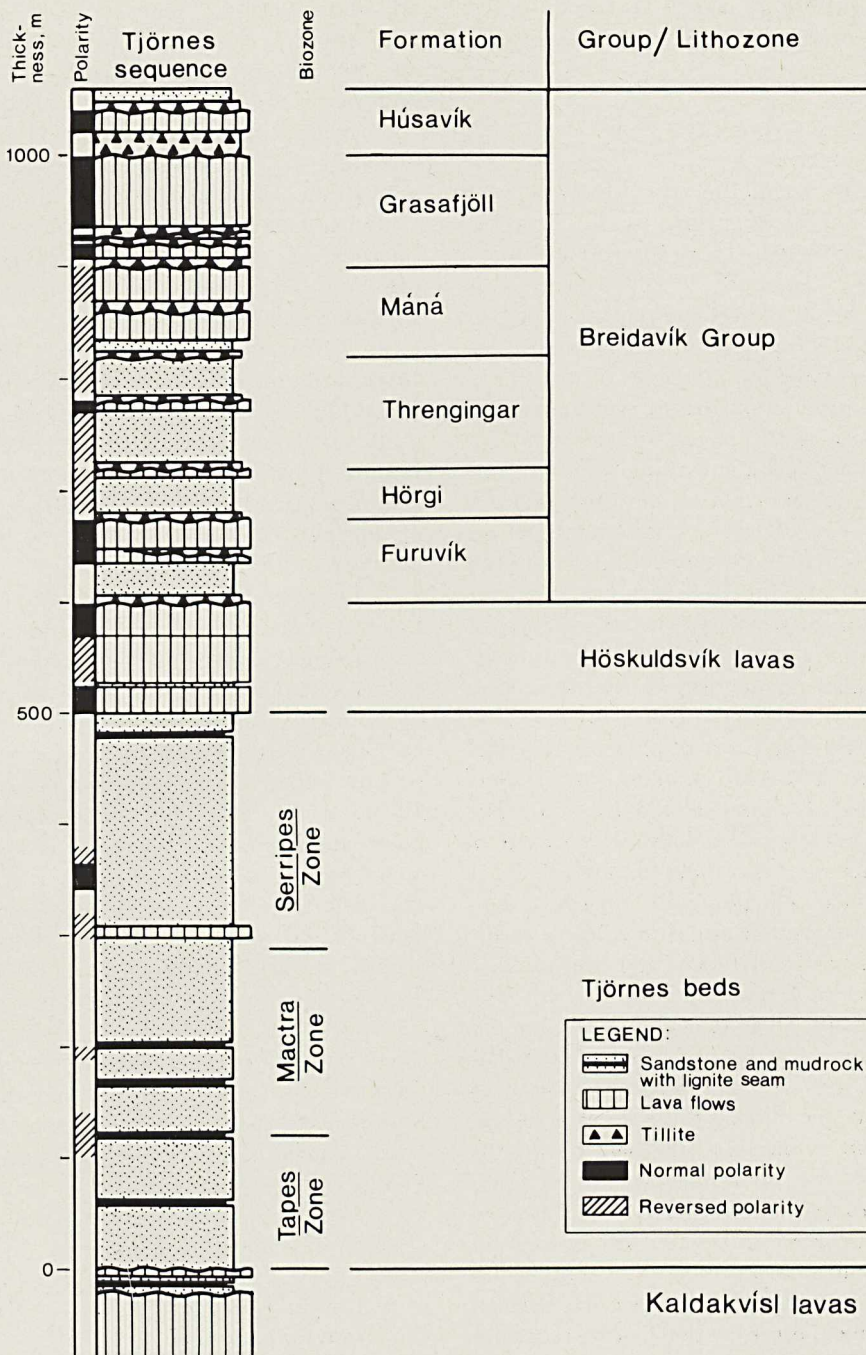 Thick-
ness, m
Polarity
Tjörnes
sequence
Biozone
Formation
Group/Lithozone
1000
500
0
Húsavík
Grasafjöll
Máná
Threngingar
Hörgi
Furuvík
Breidavík Group
Höskuldsvík lavas
Serripes
Zone
Mactra
Zone
Tapes
Zone
Tjörnes beds
LEGEND:
Sandstone and mudrock
with lignite seam
Lava flows
Tillite
Normal polarity
Reversed polarity
Kaldakvísl lavas